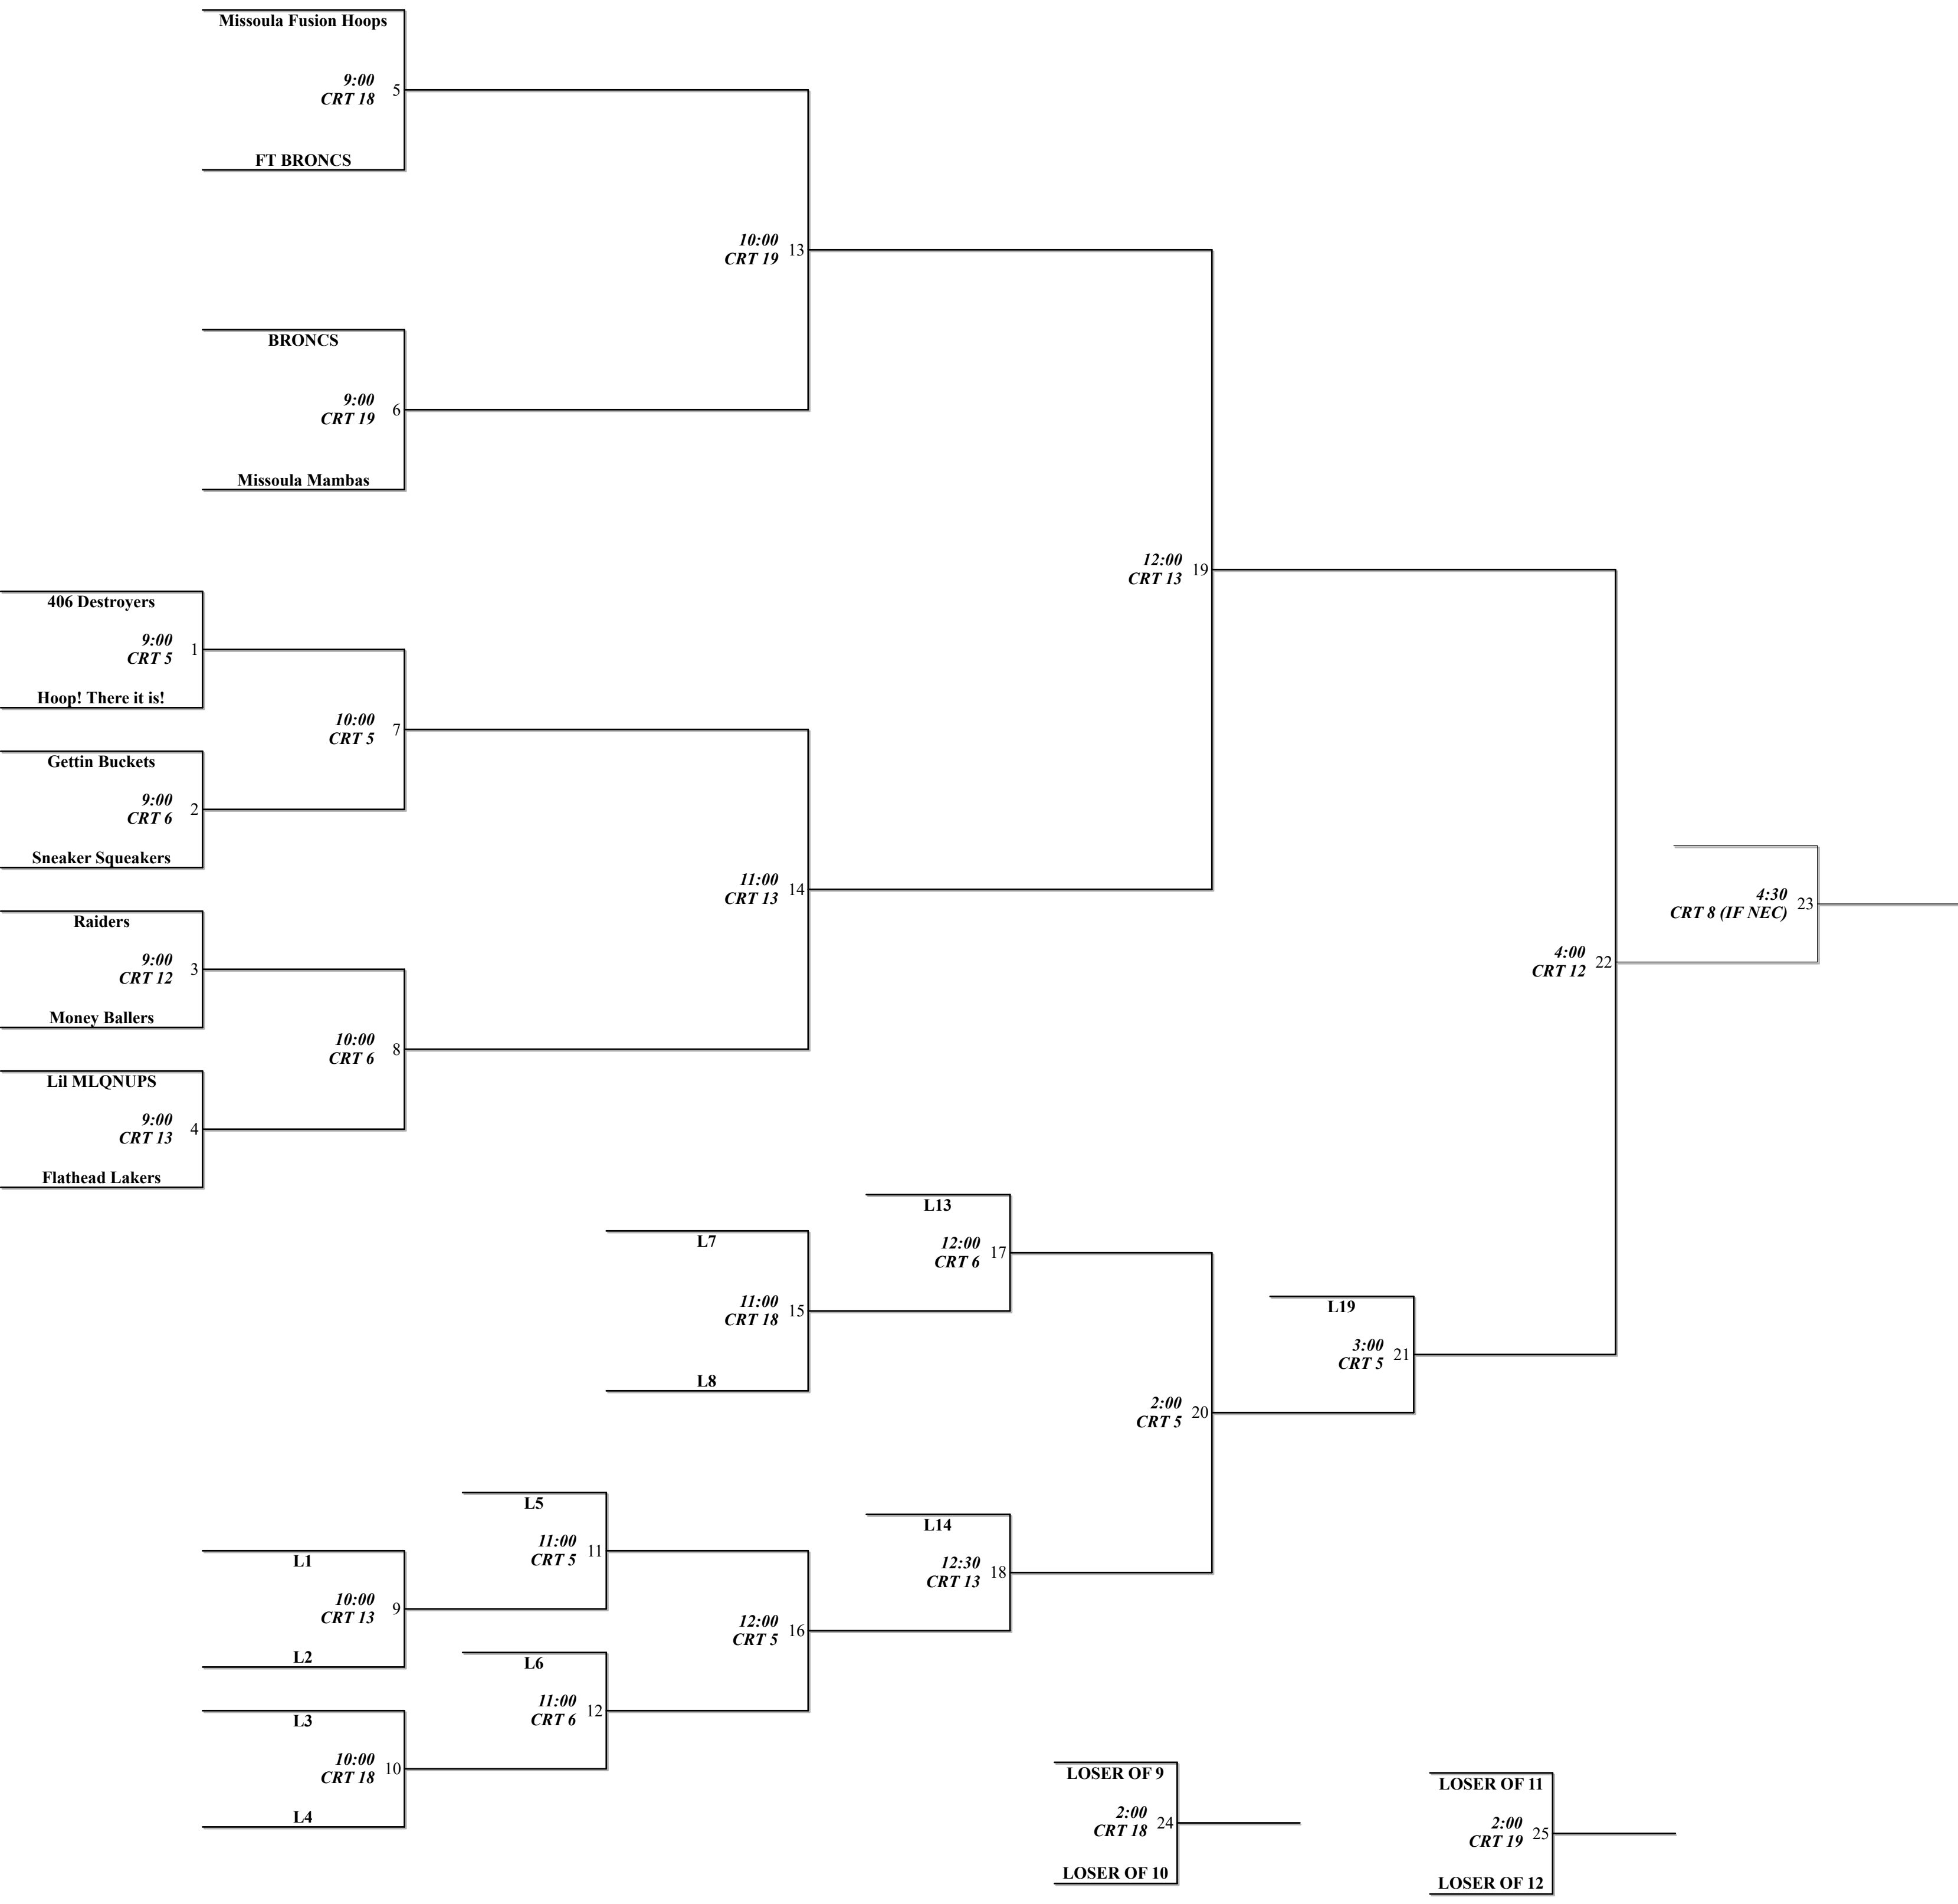 Missoula Fusion Hoops
9:00
CRT 18
5
FT BRONCS
10:00
CRT 19
13
BRONCS
9:00
CRT 19
6
Missoula Mambas
12:00
CRT 13
19
406 Destroyers
9:00
CRT 5
1
Hoop! There it is!
10:00
CRT 5
7
Gettin Buckets
9:00
CRT 6
2
Sneaker Squeakers
11:00
CRT 13
14
4:30
CRT 8 (IF NEC)
23
Raiders
9:00
CRT 12
3
Money Ballers
4:00
CRT 12
22
10:00
CRT 6
8
Lil MLQNUPS
9:00
CRT 13
4
Flathead Lakers
L13
12:00
CRT 6
17
L7
11:00
CRT 18
15
L8
L19
3:00
CRT 5
21
2:00
CRT 5
20
L5
11:00
CRT 5
11
L14
12:30
CRT 13
18
L1
10:00
CRT 13
9
L2
12:00
CRT 5
16
L6
11:00
CRT 6
12
L3
10:00
CRT 18
10
L4
LOSER OF 9
2:00
CRT 18
24
LOSER OF 10
LOSER OF 11
2:00
CRT 19
25
LOSER OF 12